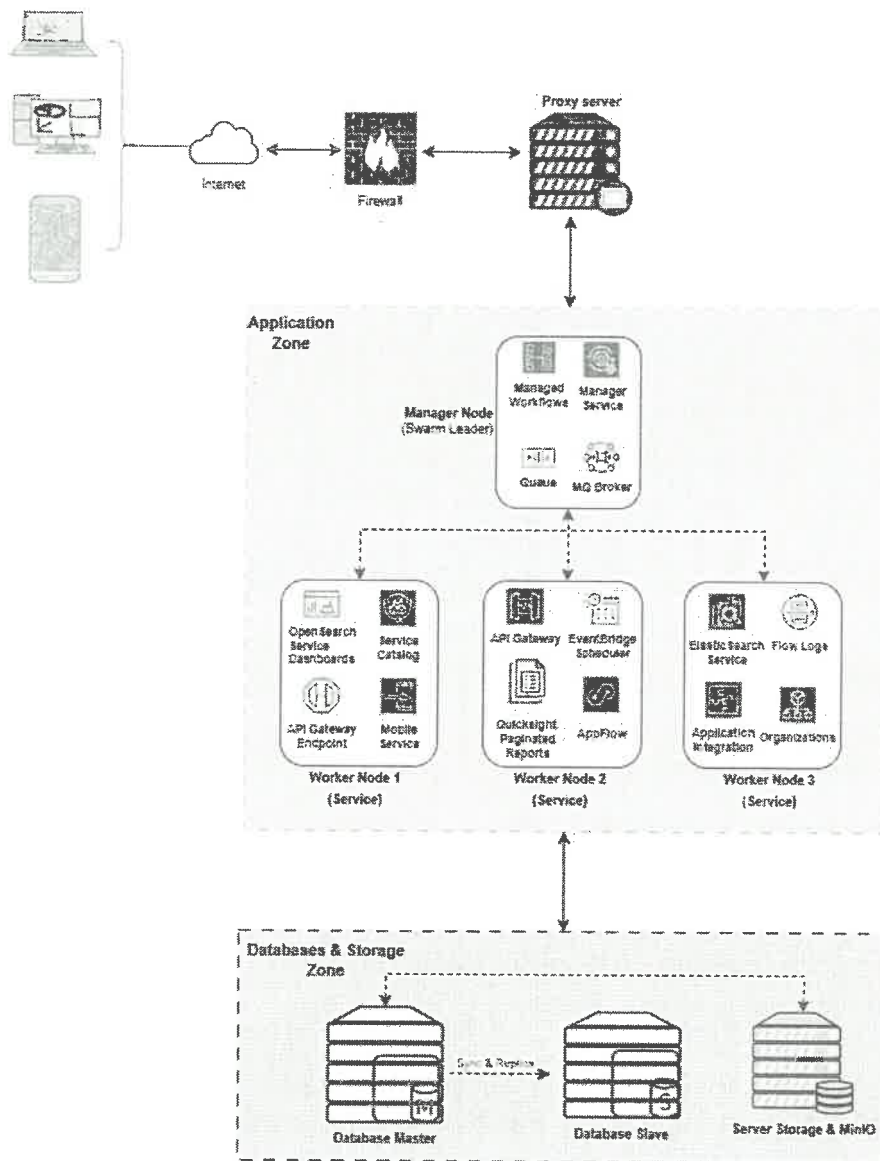 Proxy server
Internet
Firewall
Application
Zone
Managed
Workflows
Manager
Service
Manager Node
(Swarm Leader)
Queue
MQ Broker
OpenSearch
Service
Dashboards
Service
Catalog
API Gateway
Endpoint
Mobile
Service
Worker Node 1
(Service)
API Gateway
EventBridge
Scheduler
Quicksight
Paginated
Reports
AppFlow
Worker Node 2
(Service)
ElasticSearch
Service
Flow Logs
Application
Integration
Organizations
Worker Node 3
(Service)
Databases & Storage
Zone
Sync &
M
S
Database Master
Database Slave
Server Storage & MinIO